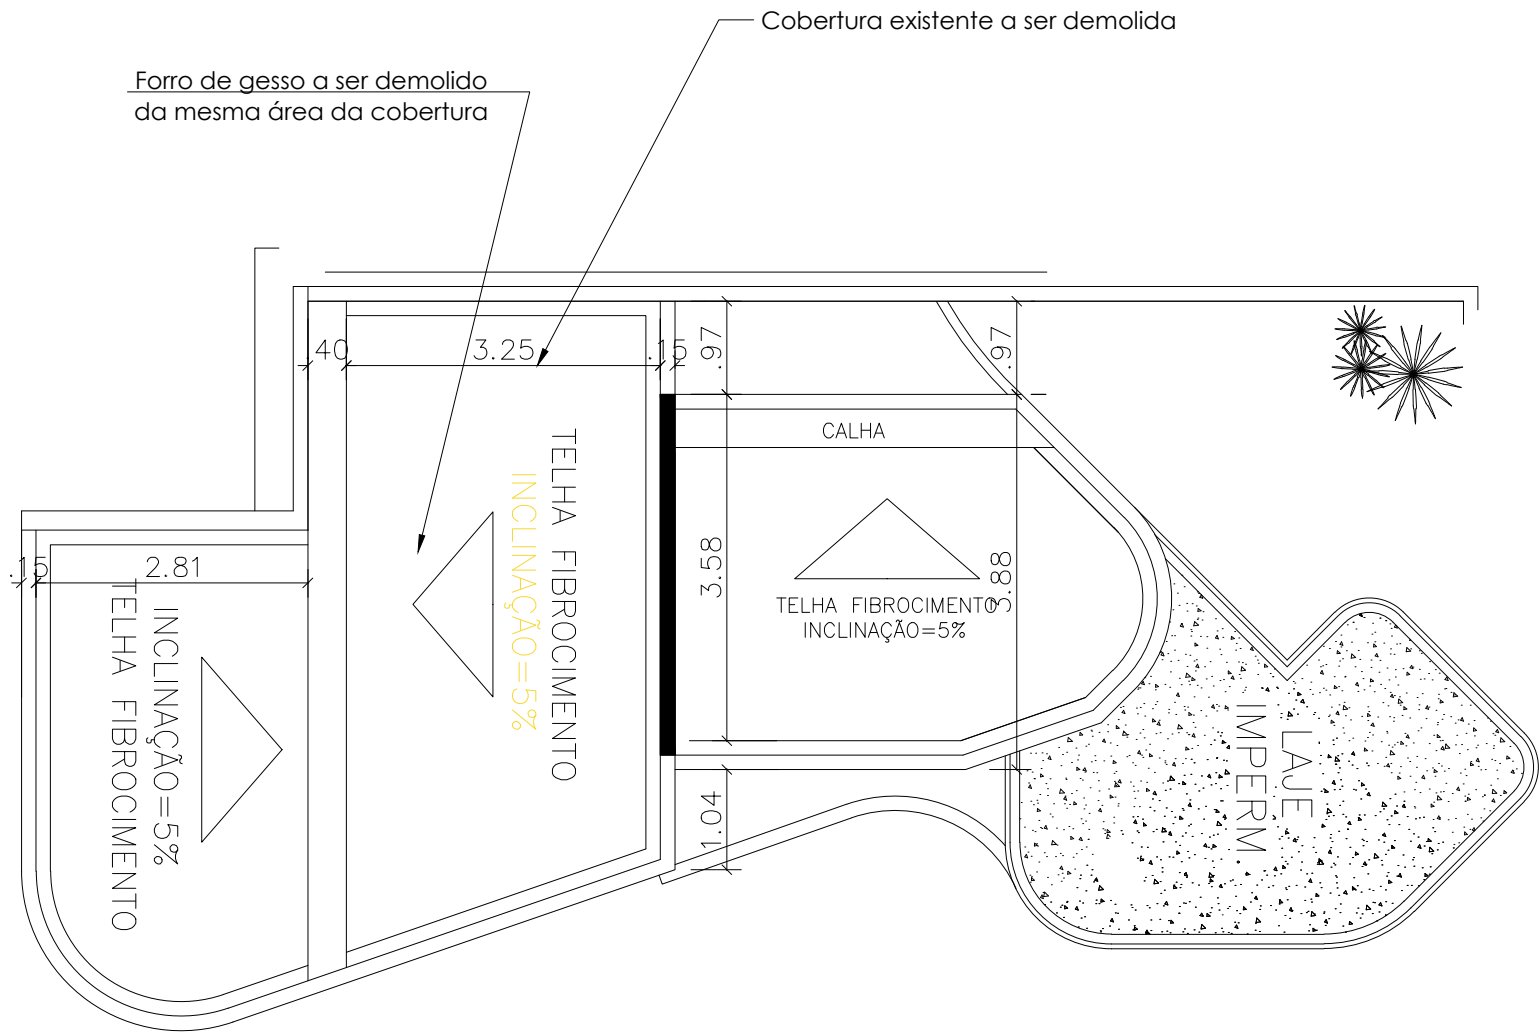 Cobertura existente a ser demolida
Forro de gesso a ser demolido
da mesma área da cobertura
.40
3.25
.15
.97
.97
CALHA
TELHA FIBROCIMENTO
INCLINAÇÃO=5%
3.58
3.88
TELHA FIBROCIMENTO
INCLINAÇÃO=5%
.15
2.81
INCLINAÇÃO=5%
TELHA FIBROCIMENTO
LAJE
IMPERM.
1.04